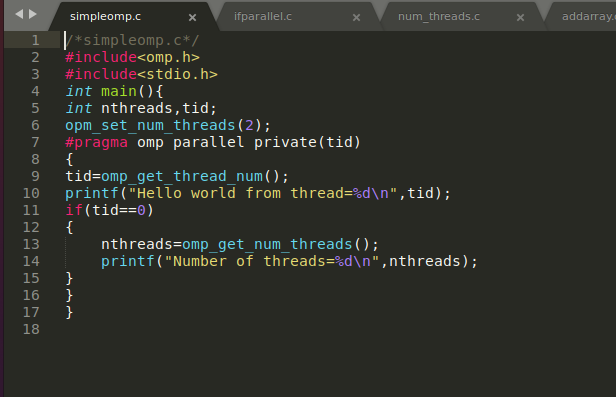 simpleomp.c × ifparallel.c × num_threads.c × addarray.
1 /*simpleomp.c*/
2 #include<omp.h>
3 #include<stdio.h>
4 int main(){
5 int nthreads,tid;
6 opm_set_num_threads(2);
7 #pragma omp parallel private(tid)
8 {
9 tid=omp_get_thread_num();
10 printf("Hello world from thread=%d\n",tid);
11 if(tid==0)
12 {
13     nthreads=omp_get_num_threads();
14     printf("Number of threads=%d\n",nthreads);
15 }
16 }
17 }
18